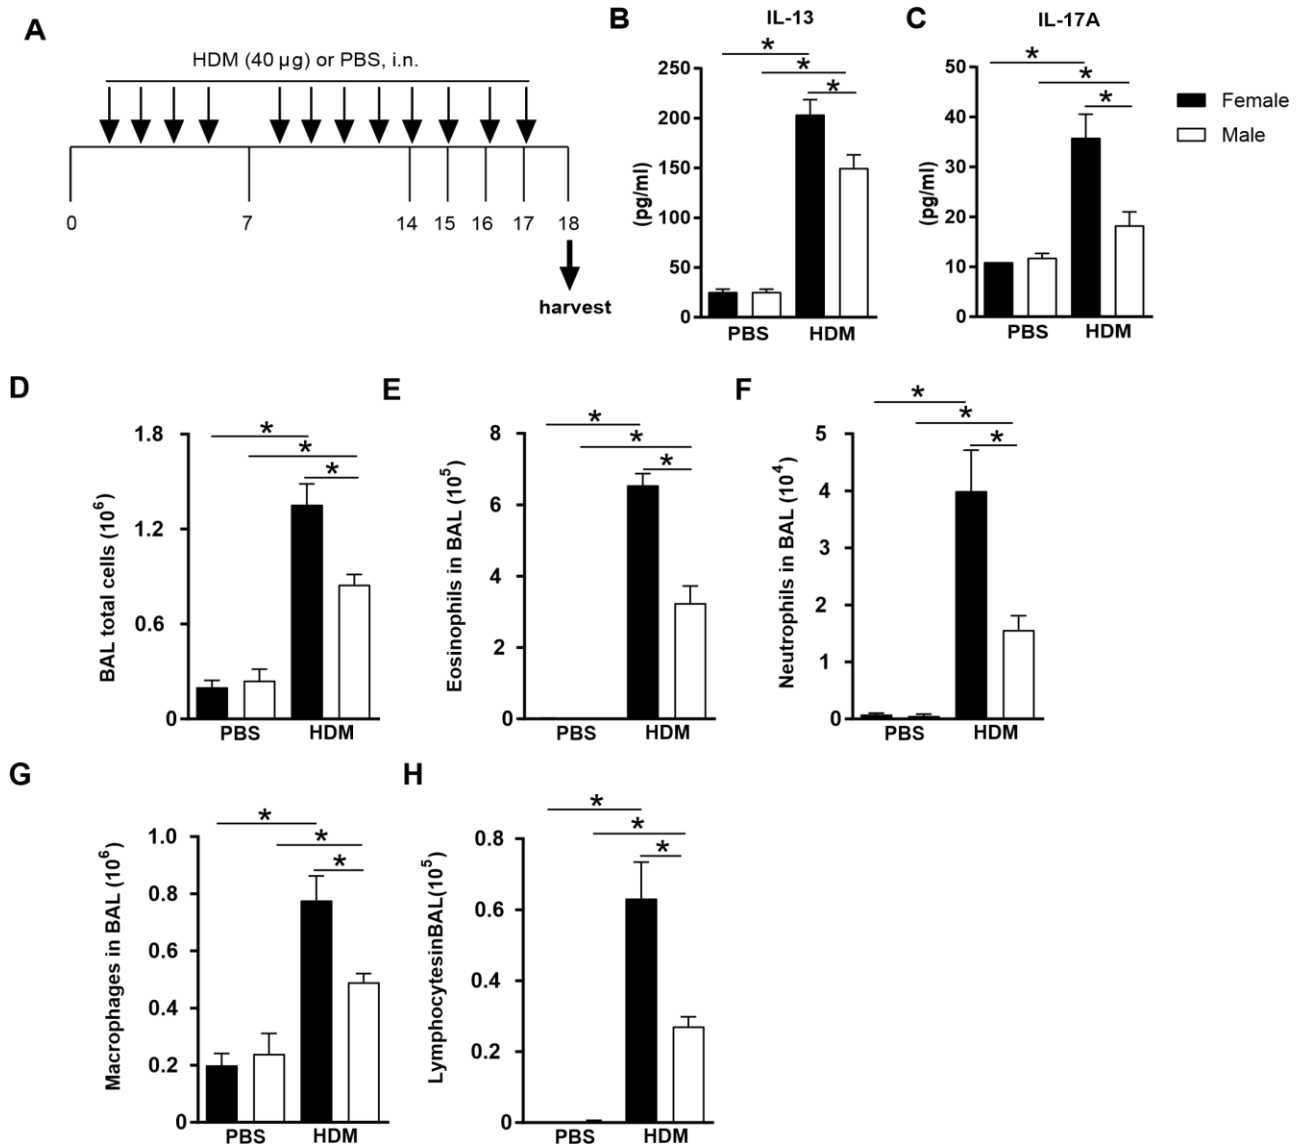 A
HDM (40 µg) or PBS, i.n.
0
7
14
15
16
17
18
harvest
B
IL-13
*
*
*
250
200
150
100
50
0
(pg/ml)
PBS
HDM
C
IL-17A
*
*
*
50
40
30
20
10
0
(pg/ml)
PBS
HDM
Female
Male
D
*
*
*
1.8
1.2
0.6
0
BAL total cells (10⁶)
PBS
HDM
E
*
*
*
8
6
4
2
0
Eosinophils in BAL (10⁵)
PBS
HDM
F
*
*
*
5
4
3
2
1
0
Neutrophils in BAL (10⁴)
PBS
HDM
G
*
*
*
1.0
0.8
0.6
0.4
0.2
0
Macrophages in BAL (10⁶)
PBS
HDM
H
*
*
*
0.8
0.6
0.4
0.2
0
LymphocytesinBAL(10⁵)
PBS
HDM